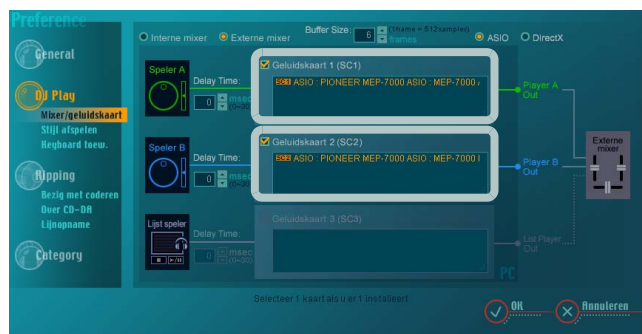 Preference
General
DJ Play
Mixer/geluidskaart
Stijl afspelen
Keyboard toew.
Ripping
Bezig met coderen
Over CD-DA
Lijnopname
Category
Interne mixer
Externe mixer
Buffer Size:
6
(1frame = 512samples)
frames
ASIO
DirectX
Speler A
Delay Time:
0
msec
(0~30)
Geluidskaart 1 (SC1)
ASIO : PIONEER MEP-7000 ASIO : MEP-7000
Player A
Out
Speler B
Delay Time:
0
msec
(0~30)
Geluidskaart 2 (SC2)
ASIO : PIONEER MEP-7000 ASIO : MEP-7000
Player B
Out
Externe
mixer
Lijst speler
Delay Time:
0
msec
(0~30)
Geluidskaart 3 (SC3)
List Player
Out
PC
Selecteer 1 kaart als u er 1 installeert
OK
Annuleren